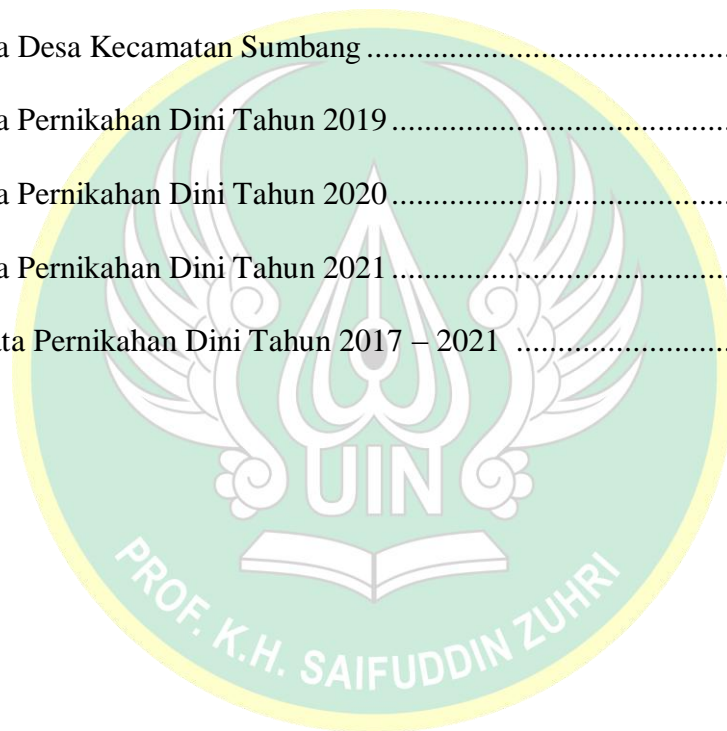 a Desa Kecamatan Sumbang ..............................................
a Pernikahan Dini Tahun 2019 ..........................................
a Pernikahan Dini Tahun 2020 ..........................................
a Pernikahan Dini Tahun 2021 ..........................................
ta Pernikahan Dini Tahun 2017 – 2021 ..........................
UIN
PROF. K.H. SAIFUDDIN ZUHRI